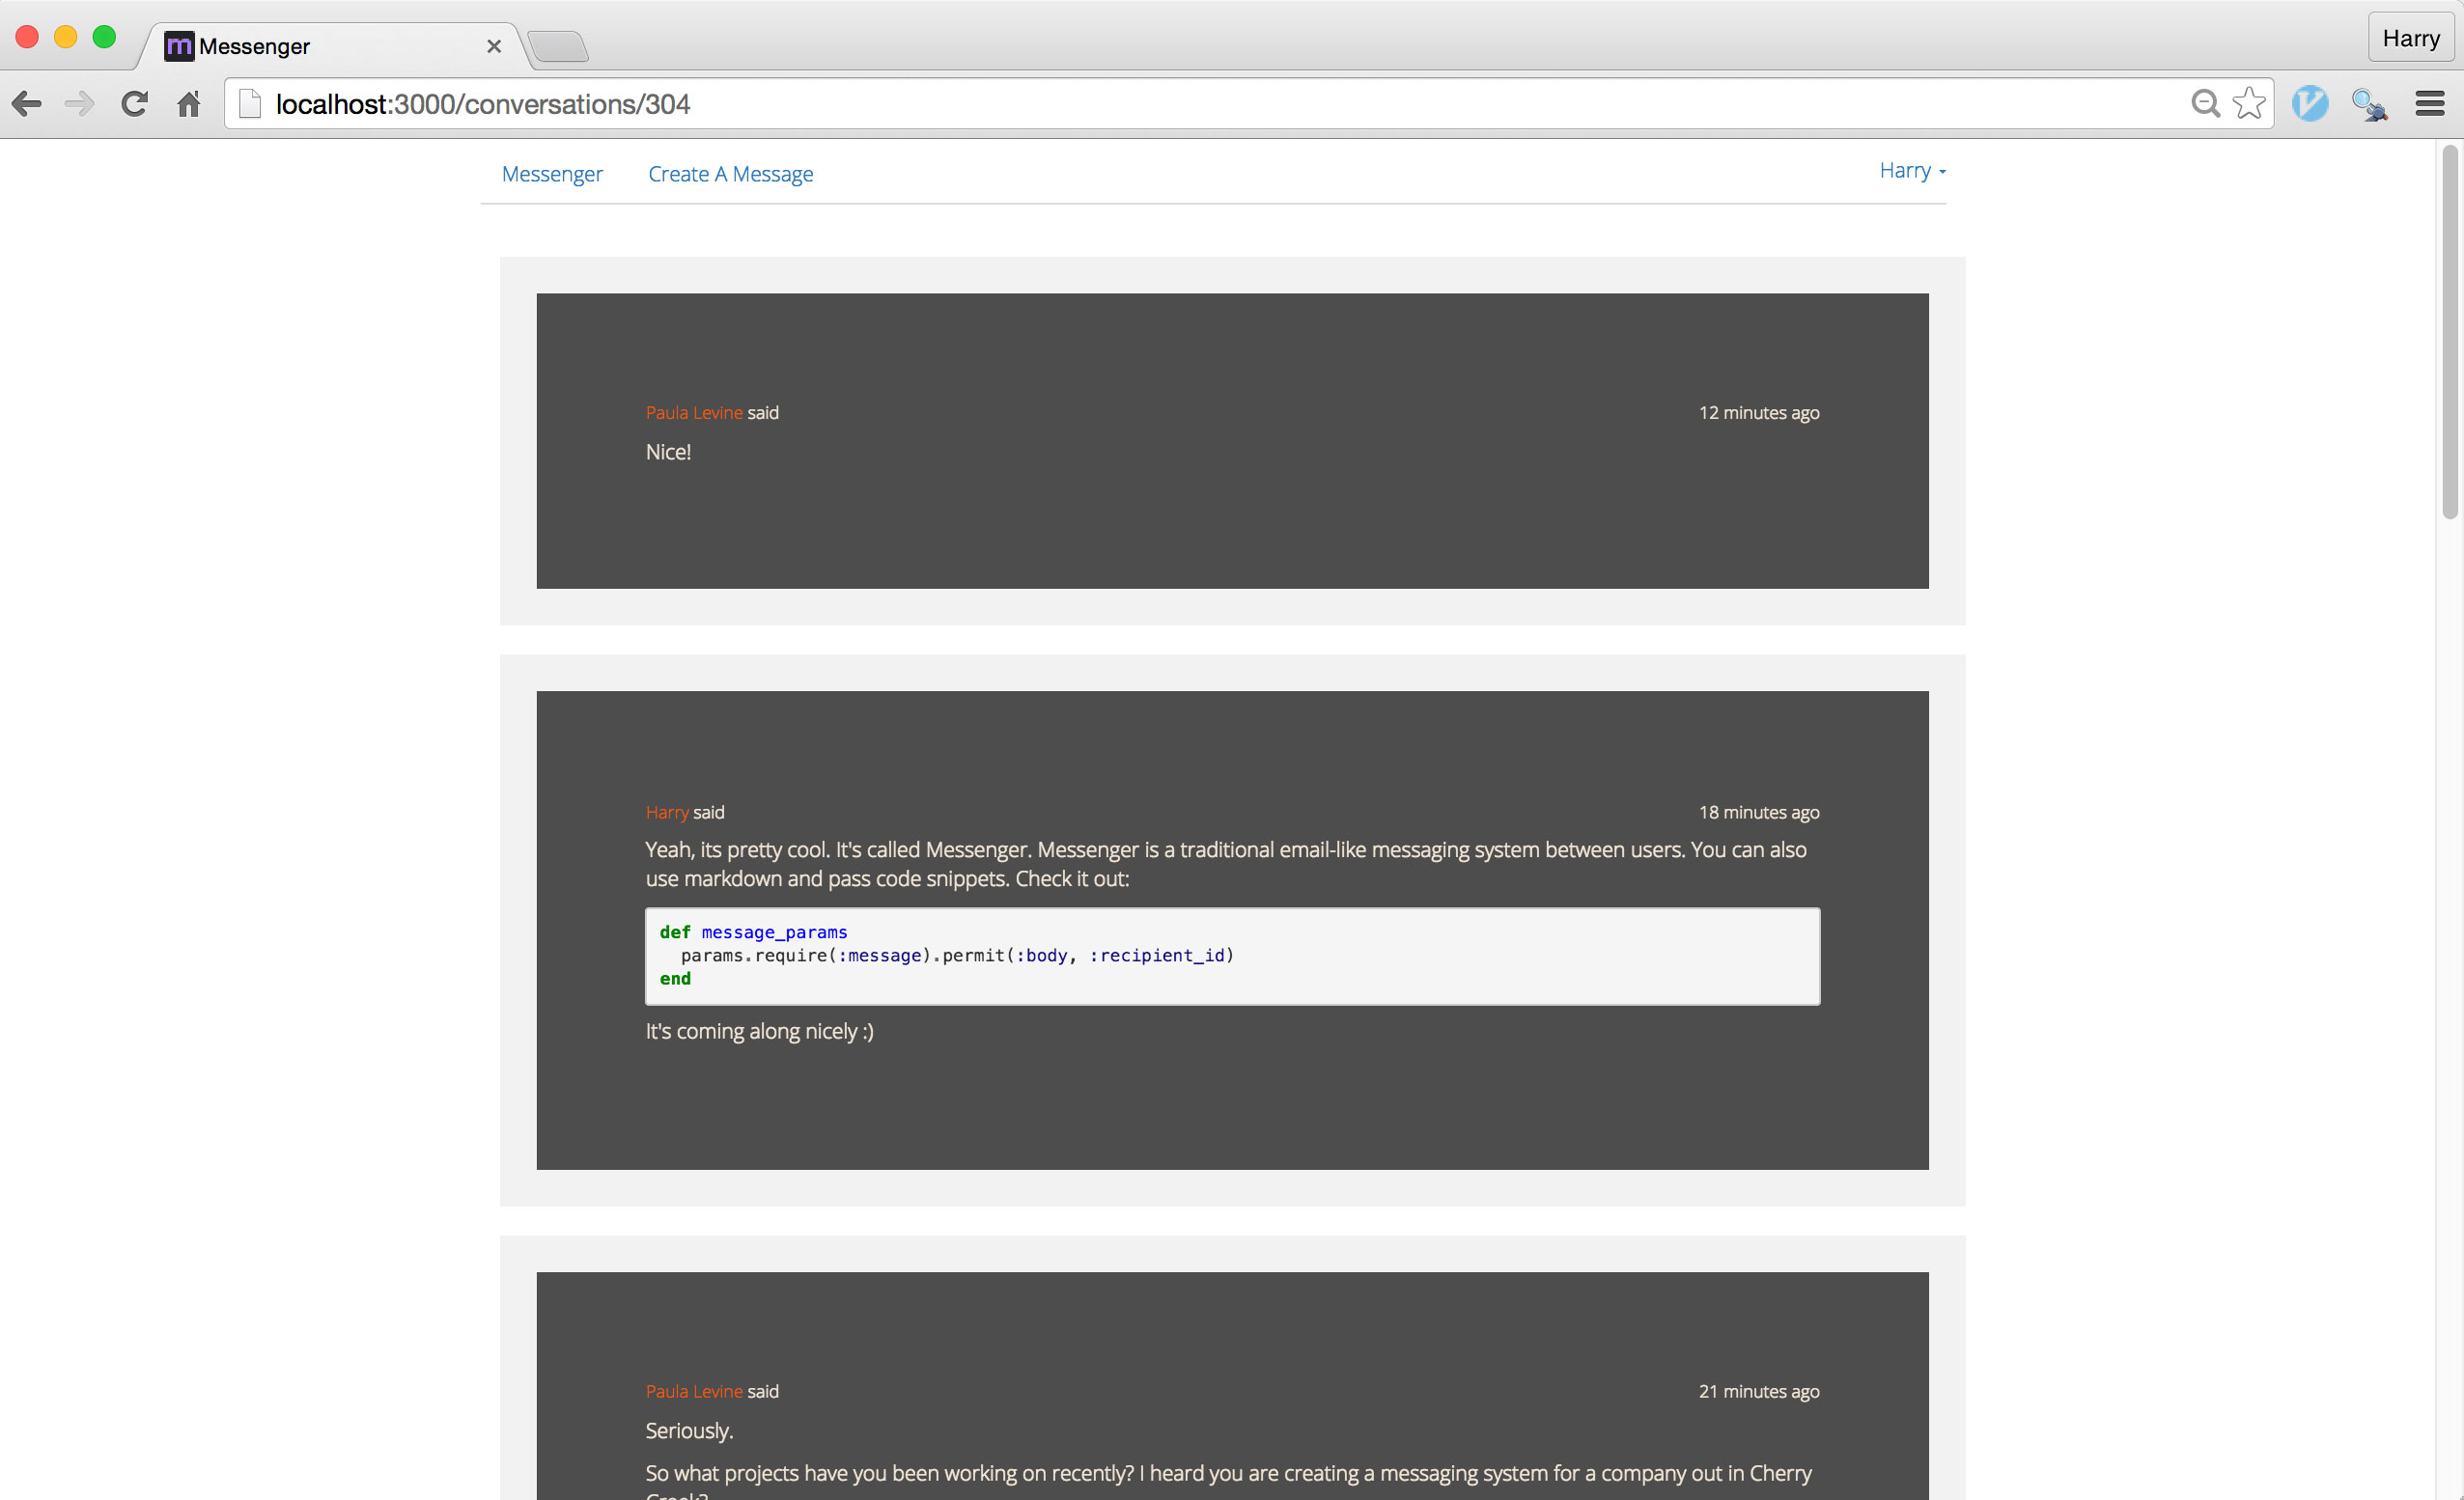 m Messenger
Harry
localhost:3000/conversations/304
Messenger Create A Message Harry
Paula Levine said 12 minutes ago
Nice!
Harry said 18 minutes ago
Yeah, its pretty cool. It's called Messenger. Messenger is a traditional email-like messaging system between users. You can also
use markdown and pass code snippets. Check it out:
def message_params
  params.require(:message).permit(:body, :recipient_id)
end
It's coming along nicely :)
Paula Levine said 21 minutes ago
Seriously.
So what projects have you been working on recently? I heard you are creating a messaging system for a company out in Cherry
Creek?